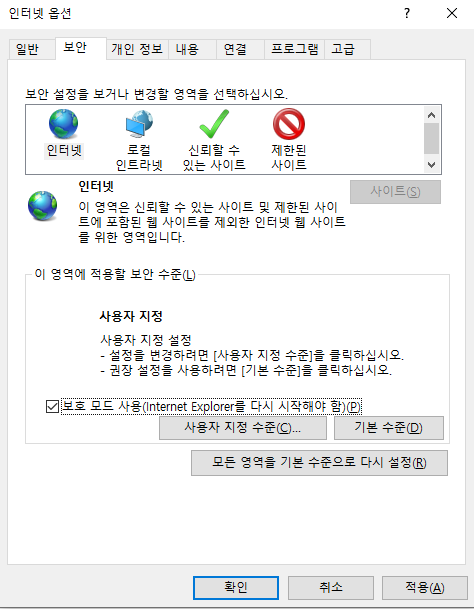 인터넷 옵션
일반 보안 개인 정보 내용 연결 프로그램 고급
보안 설정을 보거나 변경할 영역을 선택하십시오.
인터넷
로컬
인트라넷
신뢰할 수
있는 사이트
제한된
사이트
인터넷
사이트(S)
이 영역은 신뢰할 수 있는 사이트 및 제한된 사이
트에 포함된 웹 사이트를 제외한 인터넷 웹 사이트
를 위한 영역입니다.
이 영역에 적용할 보안 수준(L)
사용자 지정
사용자 지정 설정
- 설정을 변경하려면 [사용자 지정 수준]을 클릭하십시오.
- 권장 설정을 사용하려면 [기본 수준]을 클릭하십시오.
보호 모드 사용(Internet Explorer를 다시 시작해야 함)(P)
사용자 지정 수준(C)... 기본 수준(D)
모든 영역을 기본 수준으로 다시 설정(R)
확인 취소 적용(A)